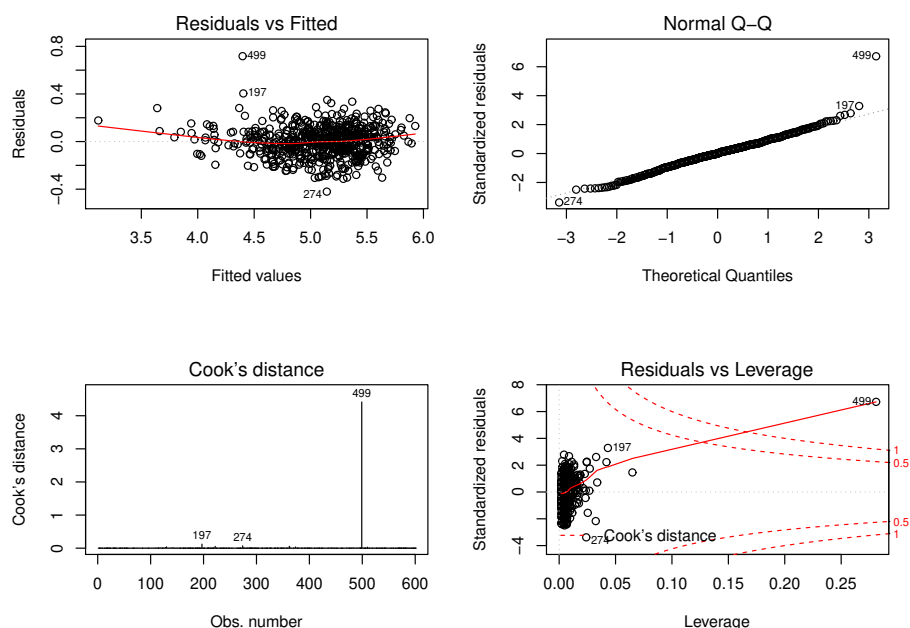 Residuals vs Fitted
Residuals
0.8
0.4
0.0
−0.4
499
197
274
3.5 4.0 4.5 5.0 5.5 6.0
Fitted values
Normal Q−Q
Standardized residuals
6
4
2
0
−2
499
197
274
−3 −2 −1 0 1 2 3
Theoretical Quantiles
Cook's distance
Cook's distance
4
3
2
1
0
499
197 274
0 100 200 300 400 500 600
Obs. number
Residuals vs Leverage
Standardized residuals
8
6
4
2
0
−2
−4
499
197
274
Cook's distance
1
0.5
0.5
1
0.00 0.05 0.10 0.15 0.20 0.25
Leverage